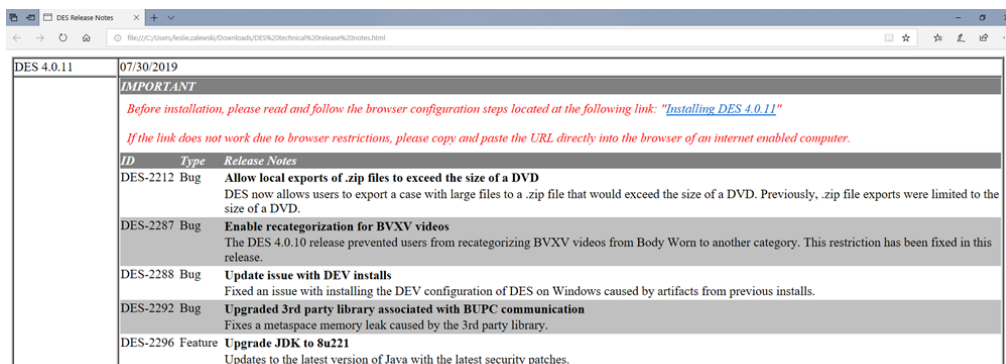 DES Release Notes
file:///C:/Users/leslie.zalewski/Downloads/DES%20technical%20release%20notes.html
DES 4.0.11 07/30/2019
IMPORTANT
Before installation, please read and follow the browser configuration steps located at the following link: "Installing DES 4.0.11"
If the link does not work due to browser restrictions, please copy and paste the URL directly into the browser of an internet enabled computer.
ID Type Release Notes
DES-2212 Bug Allow local exports of .zip files to exceed the size of a DVD
DES now allows users to export a case with large files to a .zip file that would exceed the size of a DVD. Previously, .zip file exports were limited to the
size of a DVD.
DES-2287 Bug Enable recategorization for BVXV videos
The DES 4.0.10 release prevented users from recategorizing BVXV videos from Body Worn to another category. This restriction has been fixed in this
release.
DES-2288 Bug Update issue with DEV installs
Fixed an issue with installing the DEV configuration of DES on Windows caused by artifacts from previous installs.
DES-2292 Bug Upgraded 3rd party library associated with BUPC communication
Fixes a metaspace memory leak caused by the 3rd party library.
DES-2296 Feature Upgrade JDK to 8u221
Updates to the latest version of Java with the latest security patches.